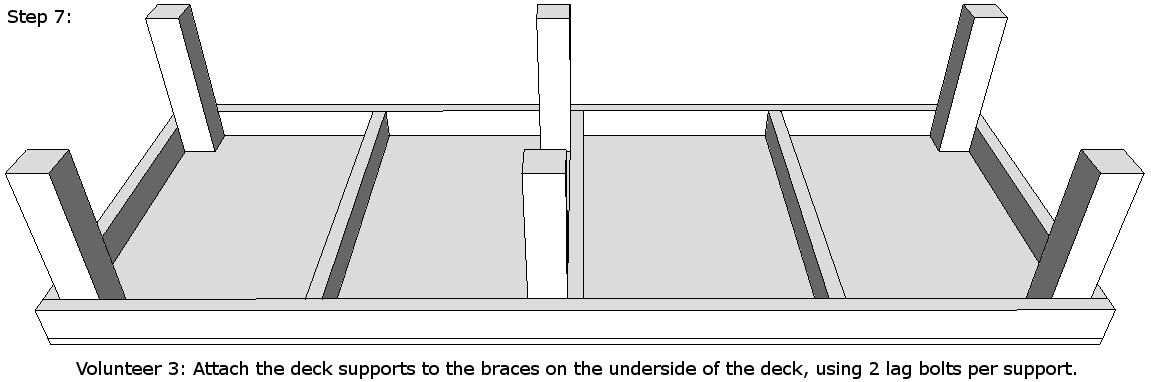 Step 7:
Volunteer 3: Attach the deck supports to the braces on the underside of the deck, using 2 lag bolts per support.